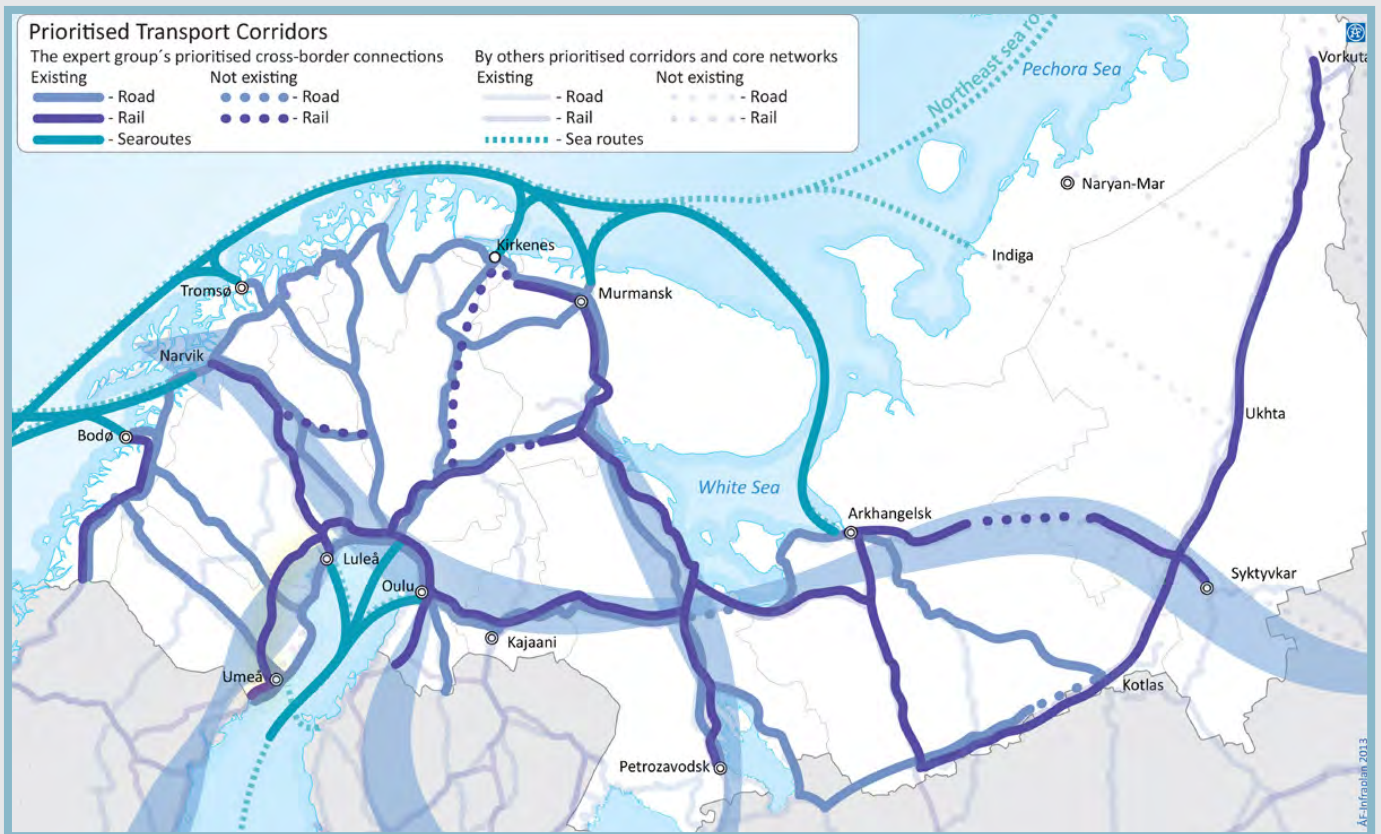 Prioritised Transport Corridors
The expert group´s prioritised cross-border connections
Existing
Not existing
- Road
- Road
- Rail
- Rail
- Searoutes
By others prioritised corridors and core networks
Existing
Not existing
- Road
- Road
- Rail
- Rail
- Sea routes
Northeast sea
Pechora Sea
Vorkuta
Naryan-Mar
Indiga
Kirkenes
Tromsø
Murmansk
Narvik
Ukhta
Bodø
White Sea
Arkhangelsk
Luleå
Oulu
Syktyvkar
Kajaani
Umeå
Kotlas
Petrozavodsk
ÅF-Infraplan 2013